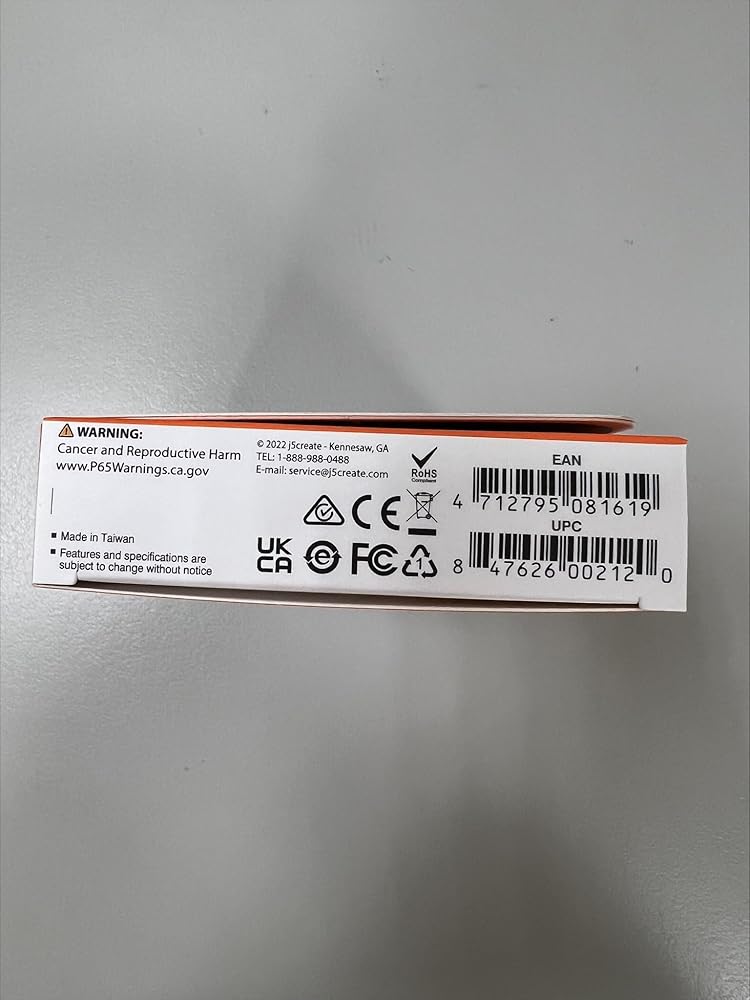 WARNING:
Cancer and Reproductive Harm
www.P65Warnings.ca.gov
© 2022 j5create - Kennesaw, GA
TEL: 1-888-988-0488
E-mail: service@j5create.com
RoHS
Compliant
EAN
4 712795 081619
UPC
8 47626 00212 0
Made in Taiwan
Features and specifications are
subject to change without notice
CE
UK
CA
e
FC
1